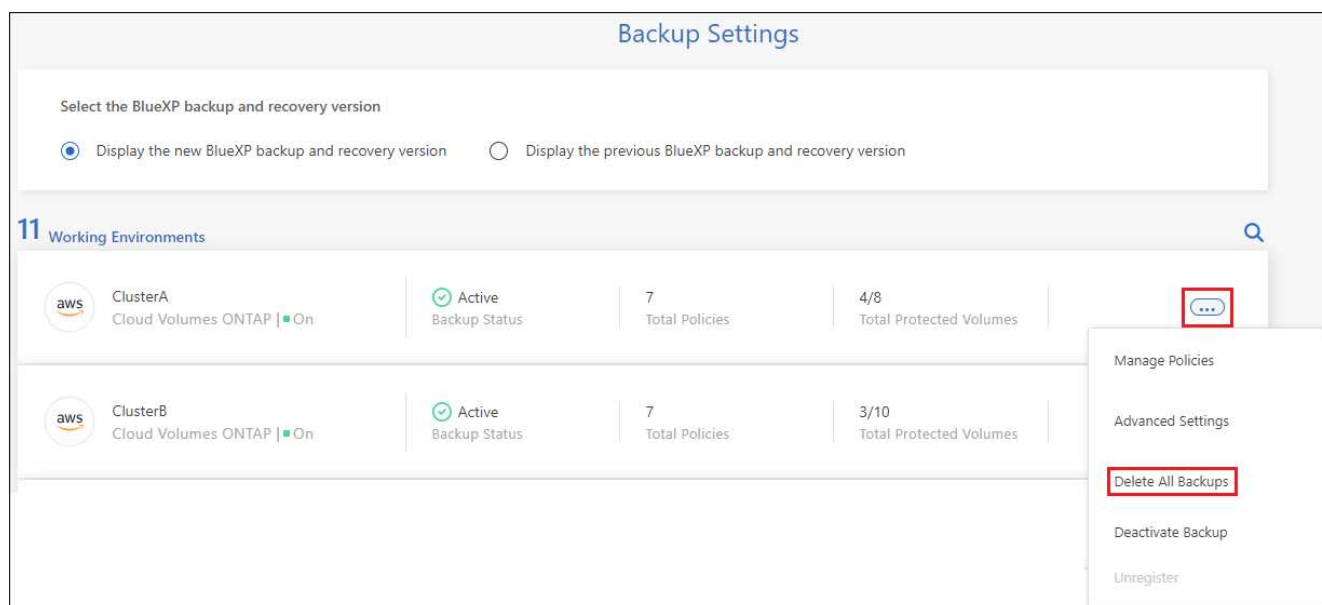 Backup Settings
Select the BlueXP backup and recovery version
Display the new BlueXP backup and recovery version
Display the previous BlueXP backup and recovery version
11 Working Environments
aws
ClusterA
Cloud Volumes ONTAP | On
Active
Backup Status
7
Total Policies
4/8
Total Protected Volumes
...
Manage Policies
Advanced Settings
Delete All Backups
Deactivate Backup
Unregister
aws
ClusterB
Cloud Volumes ONTAP | On
Active
Backup Status
7
Total Policies
3/10
Total Protected Volumes